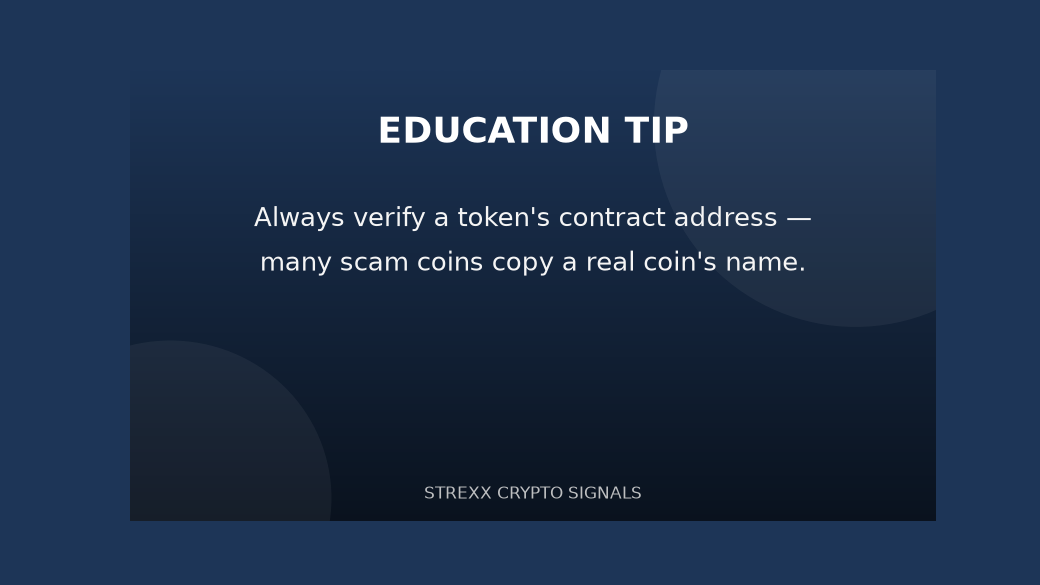 EDUCATION TIP
Always verify a token's contract address —
many scam coins copy a real coin's name.
STREXX CRYPTO SIGNALS